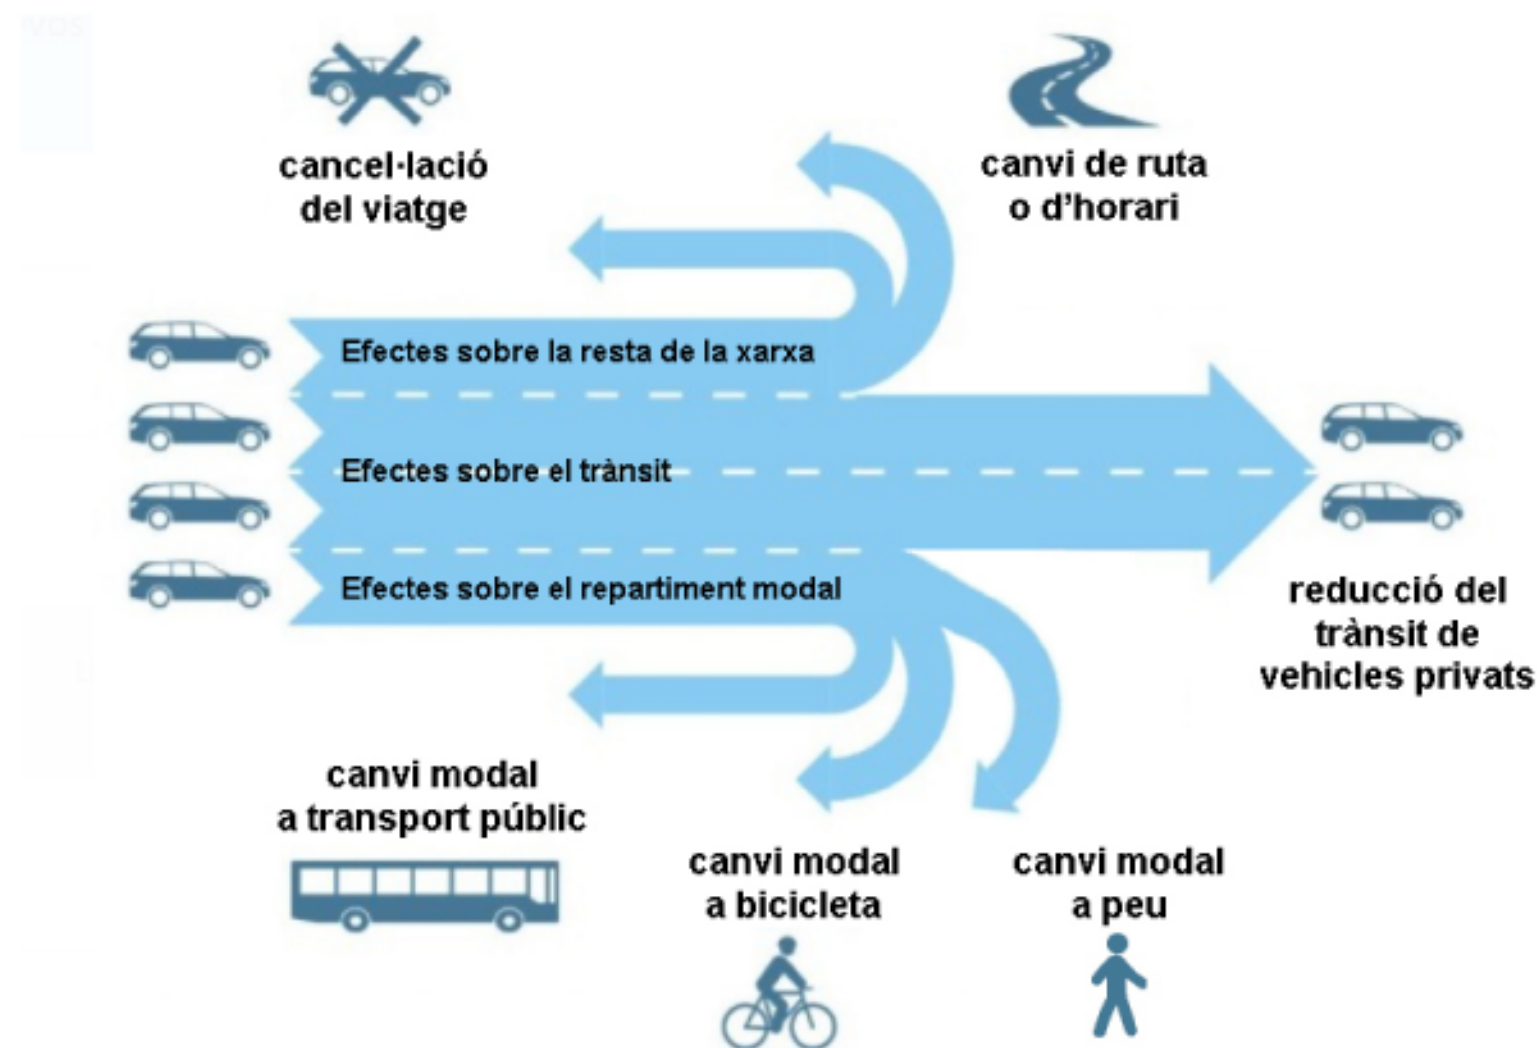 cancel·lació
del viatge
canvi de ruta
o d'horari
Efectes sobre la resta de la xarxa
Efectes sobre el trànsit
Efectes sobre el repartiment modal
reducció del
trànsit de
vehicles privats
canvi modal
a transport públic
canvi modal
a bicicleta
canvi modal
a peu